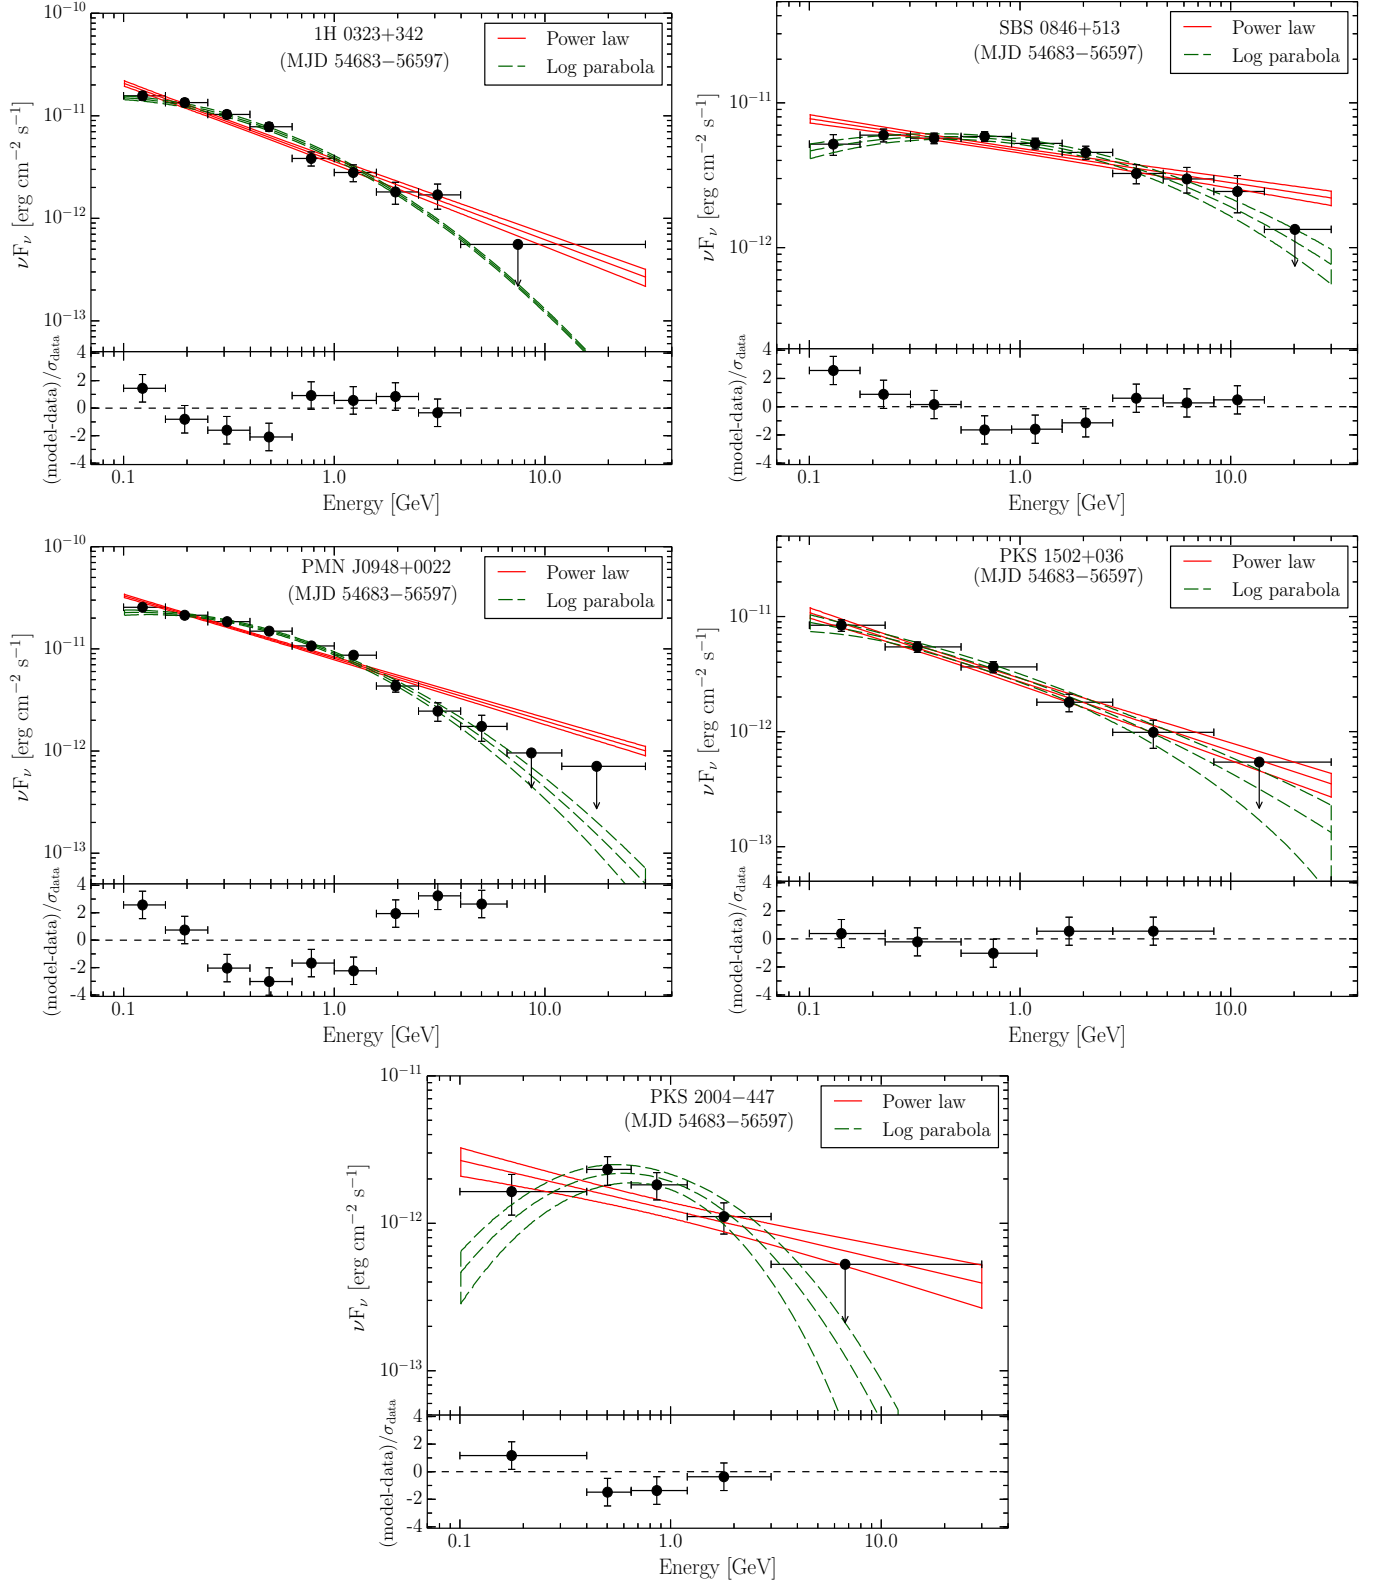 1H 0323+342
(MJD 54683−56597)
Power law
Log parabola
10⁻¹⁰
10⁻¹¹
10⁻¹²
10⁻¹³
νFν [erg cm⁻² s⁻¹]
4
2
0
-2
-4
(model-data)/σdata
0.1
1.0
10.0
Energy [GeV]
SBS 0846+513
(MJD 54683−56597)
Power law
Log parabola
10⁻¹¹
10⁻¹²
νFν [erg cm⁻² s⁻¹]
4
2
0
-2
-4
(model-data)/σdata
0.1
1.0
10.0
Energy [GeV]
PMN J0948+0022
(MJD 54683−56597)
Power law
Log parabola
10⁻¹⁰
10⁻¹¹
10⁻¹²
10⁻¹³
νFν [erg cm⁻² s⁻¹]
4
2
0
-2
-4
(model-data)/σdata
0.1
1.0
10.0
Energy [GeV]
PKS 1502+036
(MJD 54683−56597)
Power law
Log parabola
10⁻¹¹
10⁻¹²
10⁻¹³
νFν [erg cm⁻² s⁻¹]
4
2
0
-2
-4
(model-data)/σdata
0.1
1.0
10.0
Energy [GeV]
PKS 2004−447
(MJD 54683−56597)
Power law
Log parabola
10⁻¹¹
10⁻¹²
10⁻¹³
νFν [erg cm⁻² s⁻¹]
4
2
0
-2
-4
(model-data)/σdata
0.1
1.0
10.0
Energy [GeV]